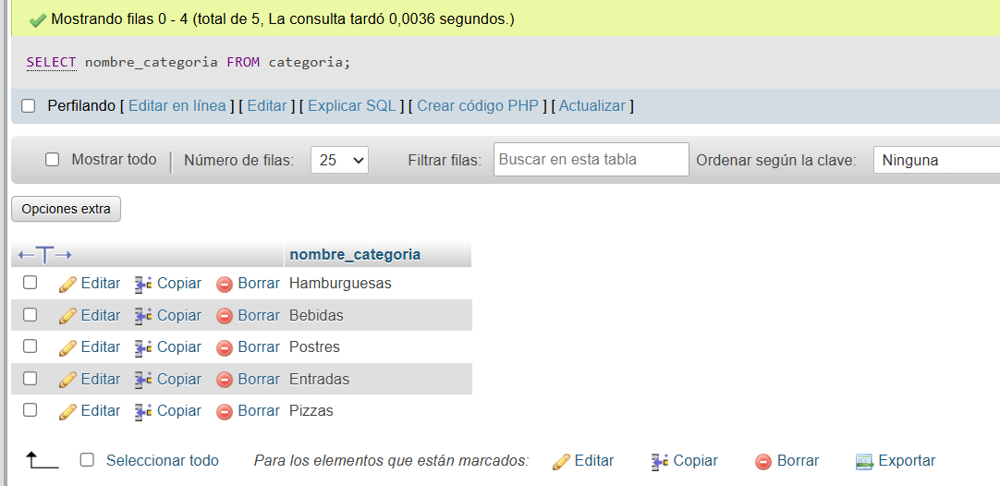 Mostrando filas 0 - 4 (total de 5, La consulta tardó 0,0036 segundos.)
SELECT nombre_categoria FROM categoria;
Perfilando [ Editar en línea ] [ Editar ] [ Explicar SQL ] [ Crear código PHP ] [ Actualizar ]
Mostrar todo Número de filas: 25 Filtrar filas: Buscar en esta tabla Ordenar según la clave: Ninguna
Opciones extra
←T→ nombre_categoria
Editar Copiar Borrar Hamburguesas
Editar Copiar Borrar Bebidas
Editar Copiar Borrar Postres
Editar Copiar Borrar Entradas
Editar Copiar Borrar Pizzas
Seleccionar todo Para los elementos que están marcados: Editar Copiar Borrar Exportar